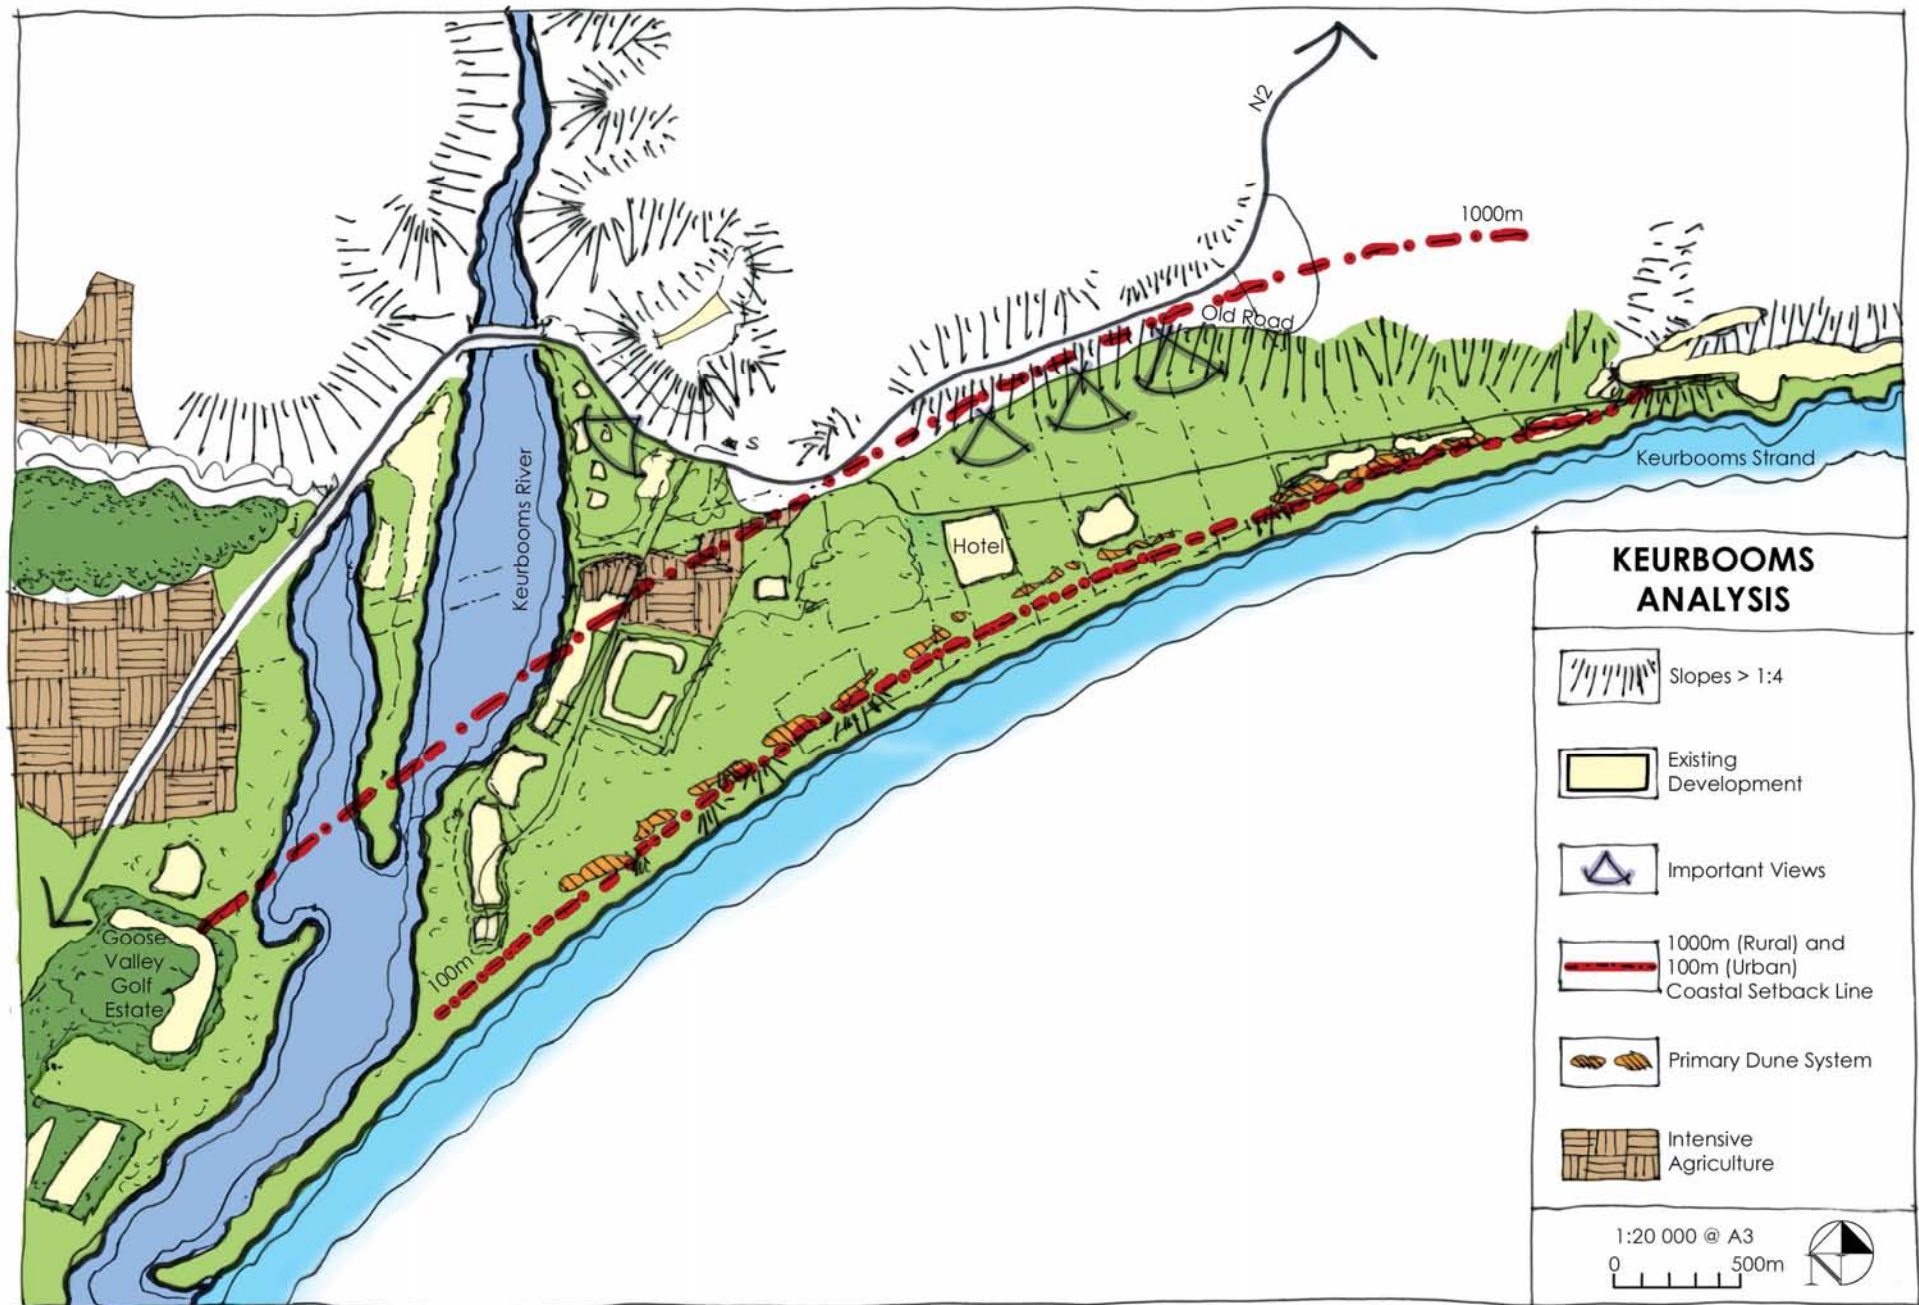 N2
1000m
Old Road
Keurbooms River
Keurbooms Strand
Hotel
S
100m
Goose
Valley
Golf
Estate
KEURBOOMS
ANALYSIS
Slopes > 1:4
Existing
Development
Important Views
1000m (Rural) and
100m (Urban)
Coastal Setback Line
Primary Dune System
Intensive
Agriculture
1:20 000 @ A3
0 500m
N